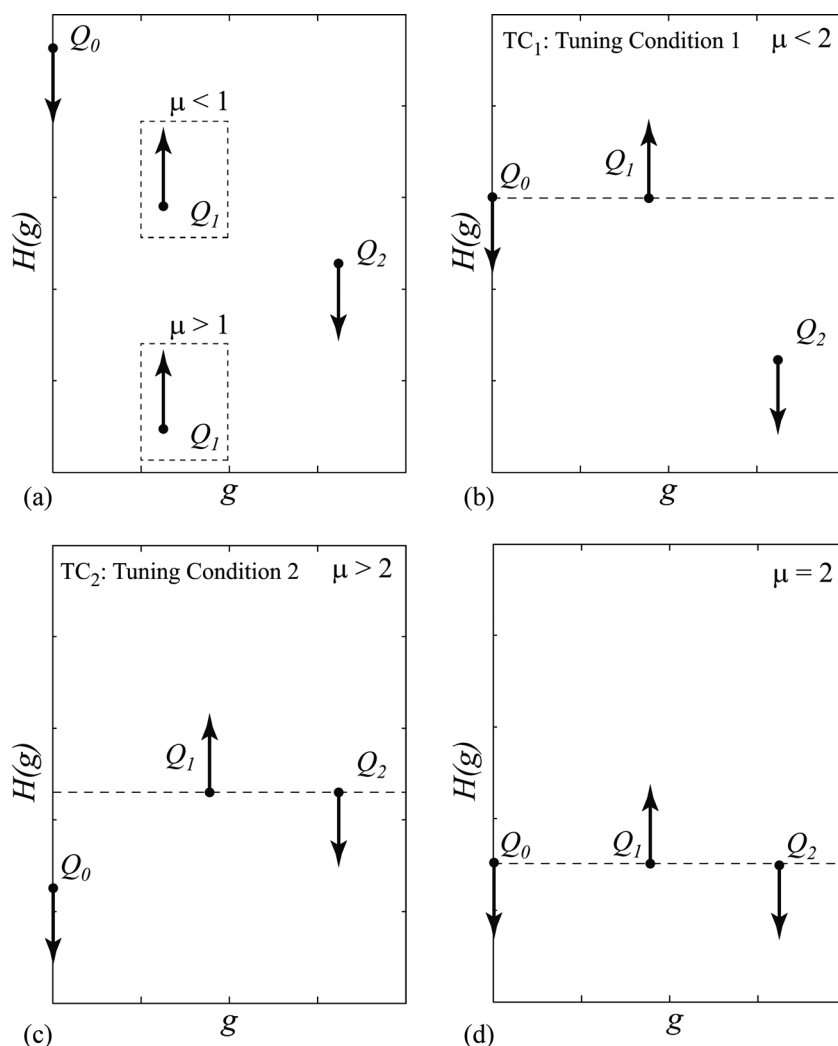 Q0
μ < 1
Q1
Q2
μ > 1
Q1
H(g)
(a)
g
TC1: Tuning Condition 1 μ < 2
Q0
Q1
Q2
H(g)
(b)
g
TC2: Tuning Condition 2 μ > 2
Q1
Q2
Q0
H(g)
(c)
g
μ = 2
Q0
Q1
Q2
H(g)
(d)
g